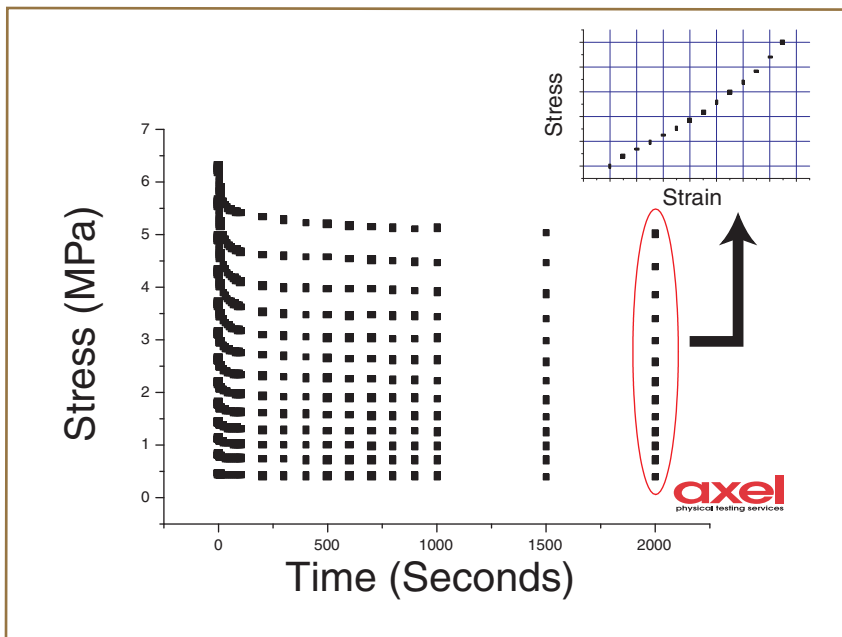 Stress
Strain
Stress (MPa)
7
6
5
4
3
2
1
0
0
500
1000
1500
2000
Time (Seconds)
axel
physical testing services